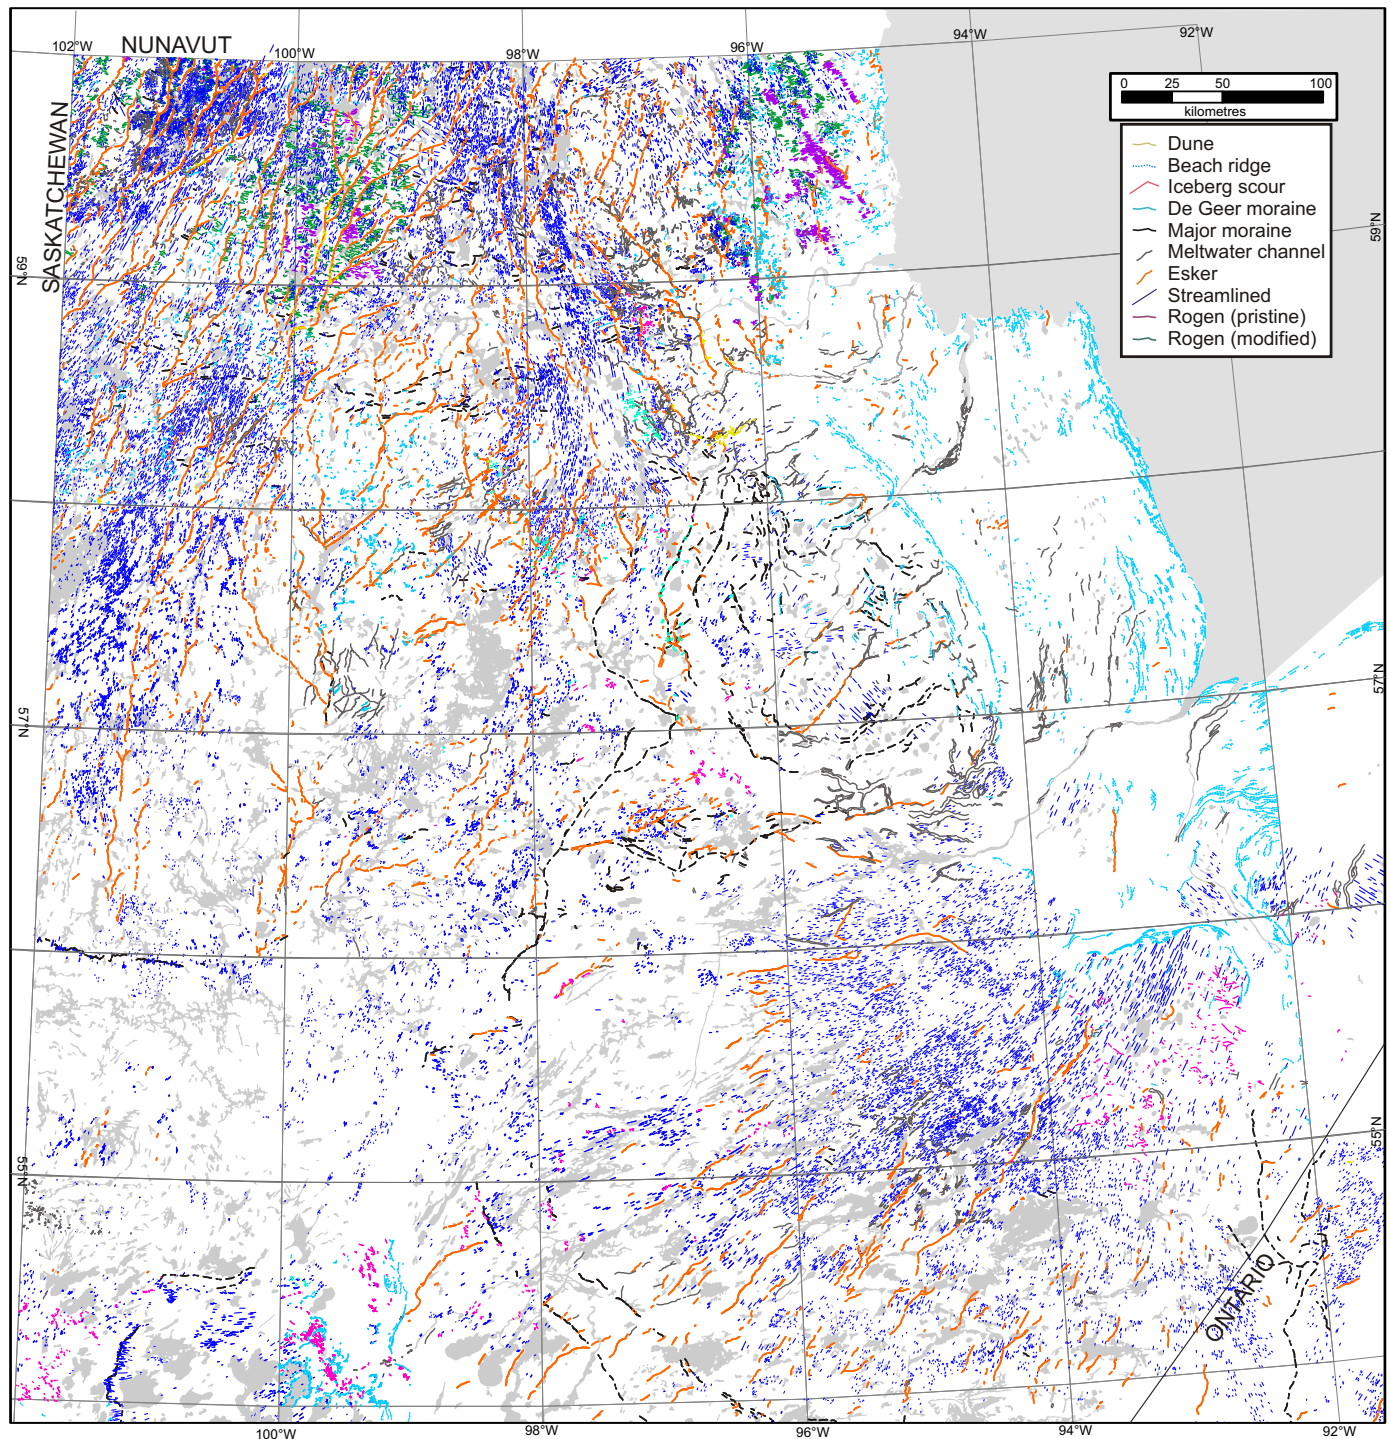 102°W
NUNAVUT
100°W
98°W
96°W
94°W
92°W
SASKATCHEWAN
0 25 50 100
kilometres
Dune
Beach ridge
Iceberg scour
De Geer moraine
Major moraine
Meltwater channel
Esker
Streamlined
Rogen (pristine)
Rogen (modified)
59°N
59°N
57°N
57°N
55°N
55°N
ONTARIO
100°W
98°W
96°W
94°W
92°W